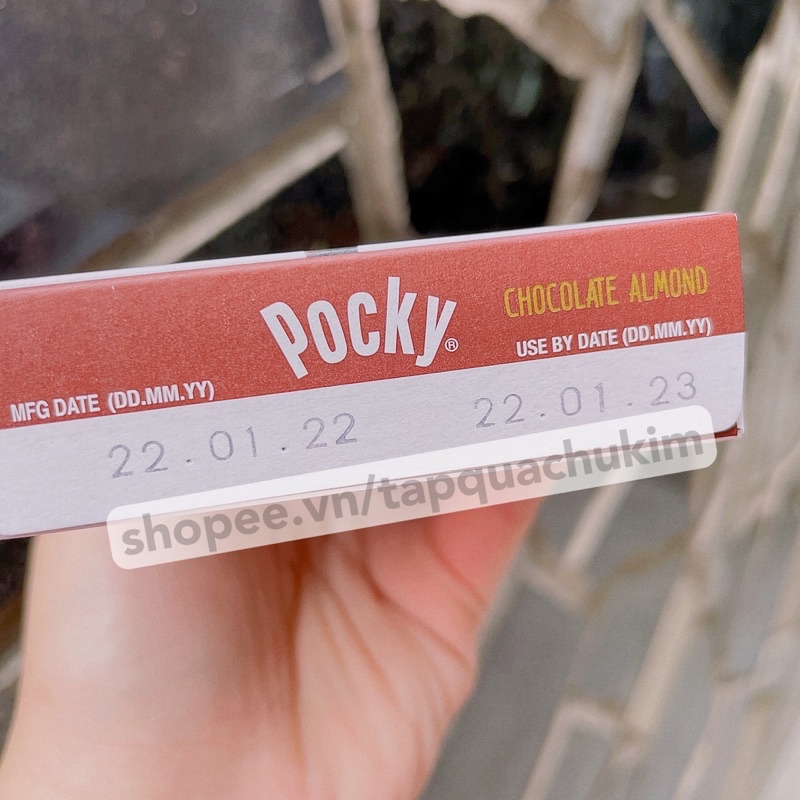 Pocky®
CHOCOLATE ALMOND
MFG DATE (DD.MM.YY)
USE BY DATE (DD.MM.YY)
22.01.22
22.01.23
shopee.vn/tapquachukim